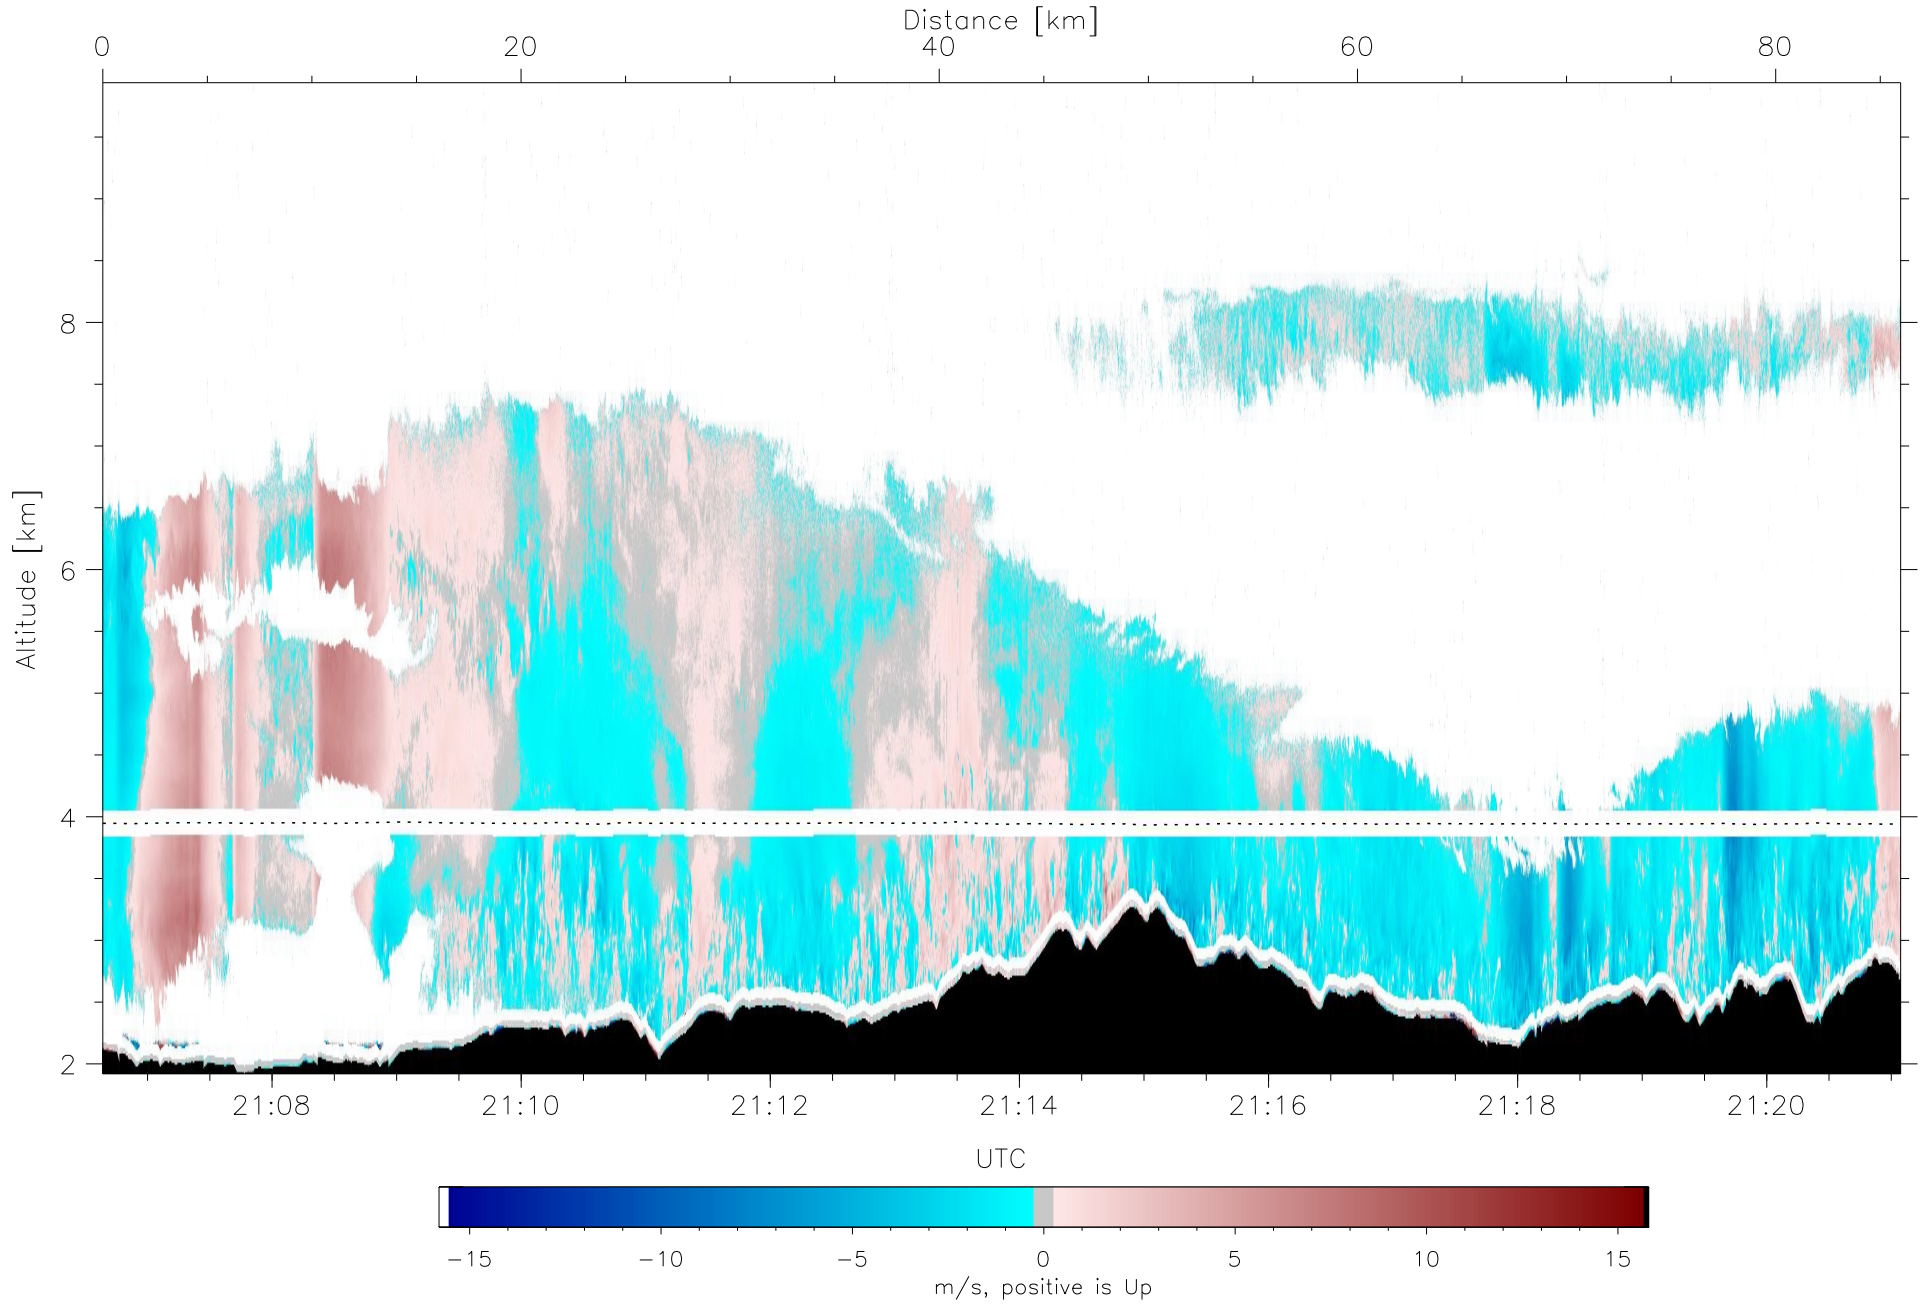 Distance [km]
0 20 40 60 80
Altitude [km]
8
6
4
2
21:08 21:10 21:12 21:14 21:16 21:18 21:20
UTC
−15 −10 −5 0 5 10 15
m/s, positive is Up